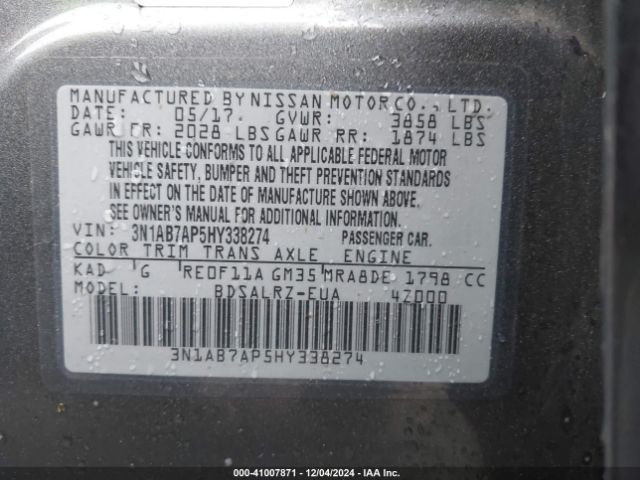 MANUFACTURED BY NISSAN MOTOR CO., LTD.
DATE: 05/17 GVWR: 3858 LBS
GAWR FR: 2028 LBS GAWR RR: 1874 LBS
THIS VEHICLE CONFORMS TO ALL APPLICABLE FEDERAL MOTOR
VEHICLE SAFETY, BUMPER AND THEFT PREVENTION STANDARDS
IN EFFECT ON THE DATE OF MANUFACTURE SHOWN ABOVE.
SEE OWNER'S MANUAL FOR ADDITIONAL INFORMATION.
VIN: 3N1AB7AP5HY338274 PASSENGER CAR.
COLOR TRIM TRANS AXLE ENGINE
KAD G RE0F11A GM35 MRA8DE 1798 CC
MODEL: BDSALRZ-EUA 4Z000
3N1AB7AP5HY338274
000-41007871 | 12/04/2024 | IAA Inc.